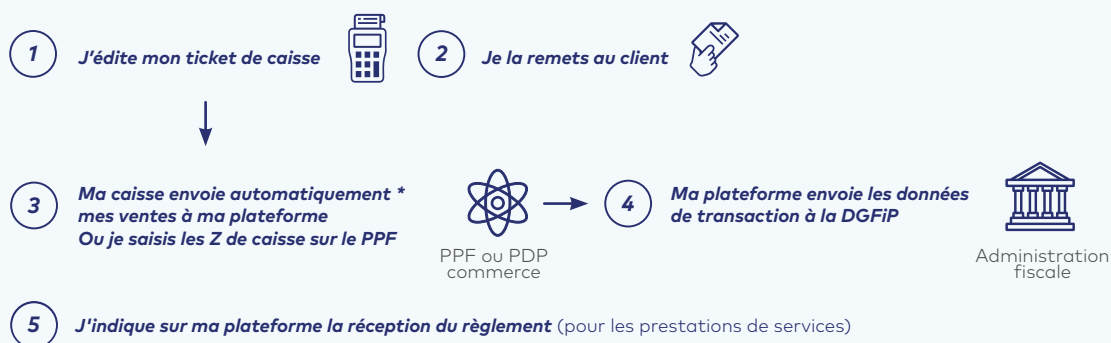 1 J'édite mon ticket de caisse
2 Je la remets au client
3 Ma caisse envoie automatiquement *
mes ventes à ma plateforme
Ou je saisis les Z de caisse sur le PPF
PPF ou PDP
commerce
4 Ma plateforme envoie les données
de transaction à la DGFiP
Administration
fiscale
5 J'indique sur ma plateforme la réception du règlement (pour les prestations de services)